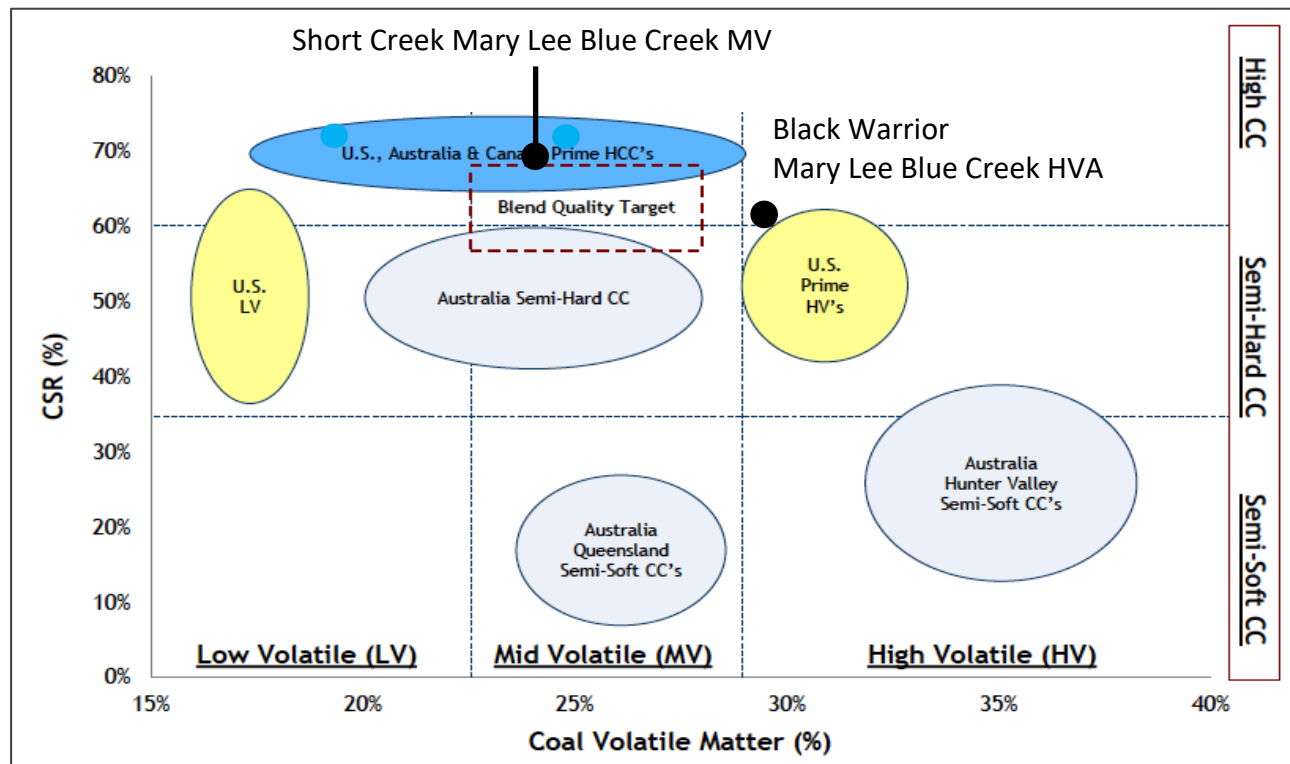 Short Creek Mary Lee Blue Creek MV
Black Warrior
Mary Lee Blue Creek HVA
80%
70%
60%
50%
40%
30%
20%
10%
0%
CSR (%)
U.S., Australia & Cana Prime HCC's
Blend Quality Target
U.S.
LV
Australia Semi-Hard CC
U.S.
Prime
HV's
Australia
Hunter Valley
Semi-Soft CC's
Australia
Queensland
Semi-Soft CC's
High CC
Semi-Hard CC
Semi-Soft CC
Low Volatile (LV)
Mid Volatile (MV)
High Volatile (HV)
15%
20%
25%
30%
35%
40%
Coal Volatile Matter (%)